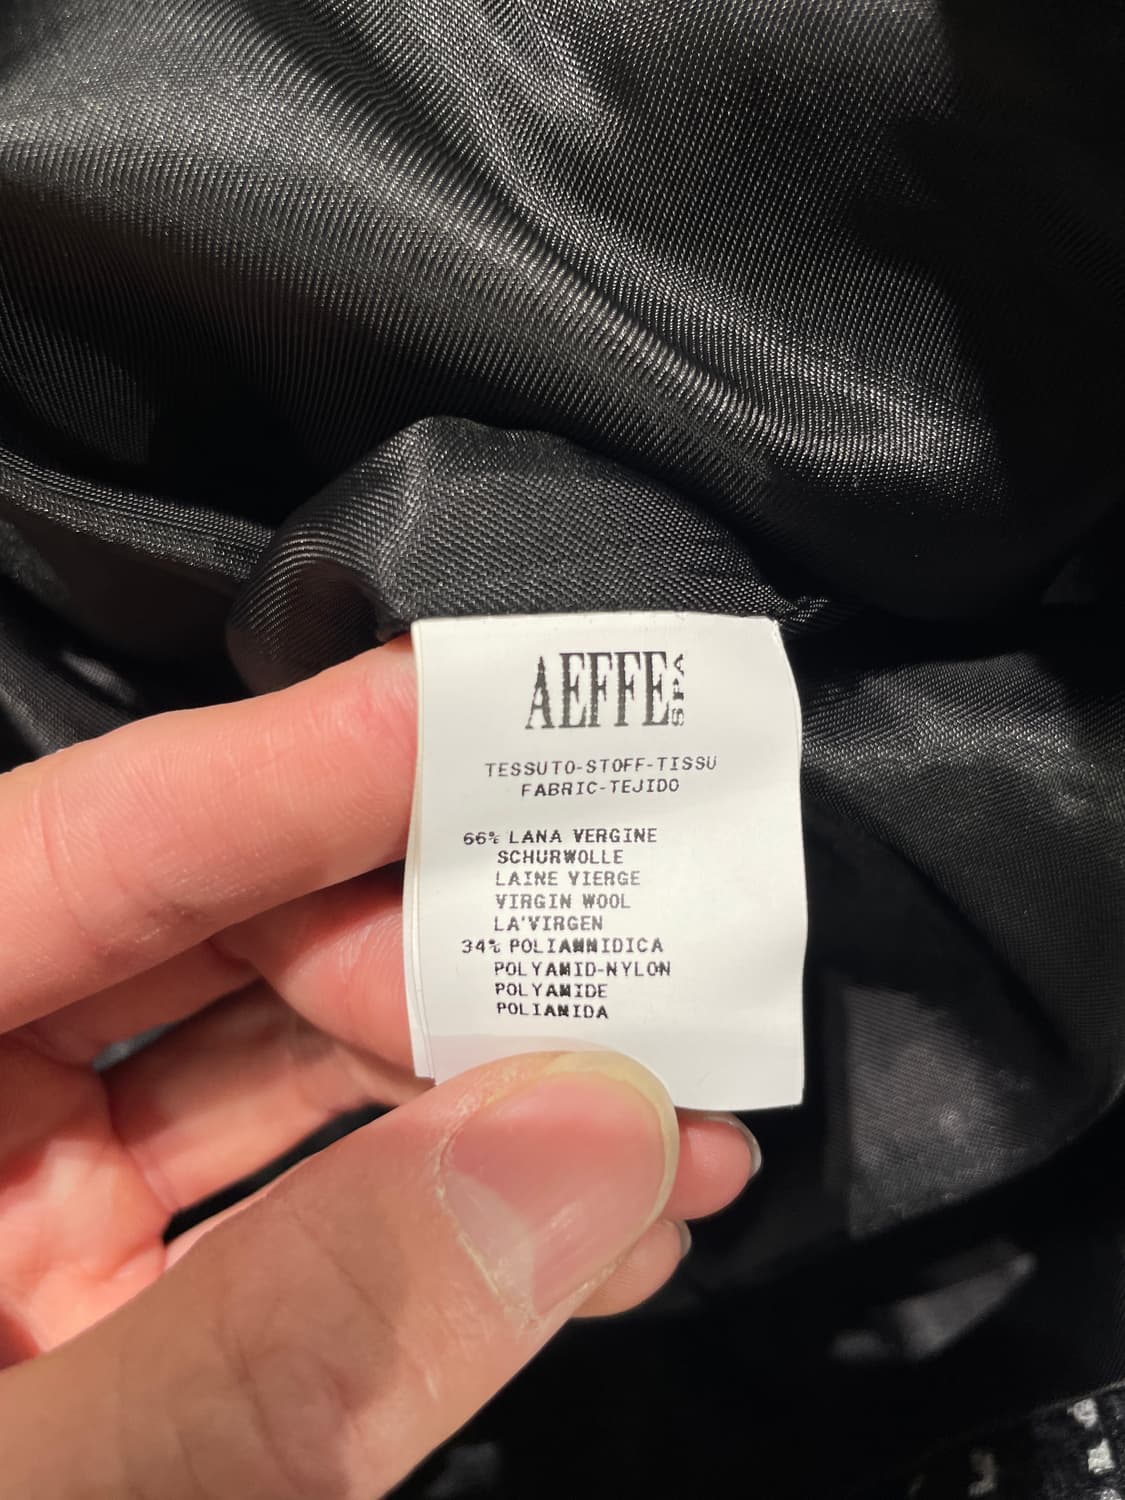 AEFFE SPA
TESSUTO-STOFF-TISSU
FABRIC-TEJIDO
66% LANA VERGINE
SCHURWOLLE
LAINE VIERGE
VIRGIN WOOL
LA'VIRGEN
34% POLIAMMIDICA
POLYAMID-NYLON
POLYAMIDE
POLIAMIDA